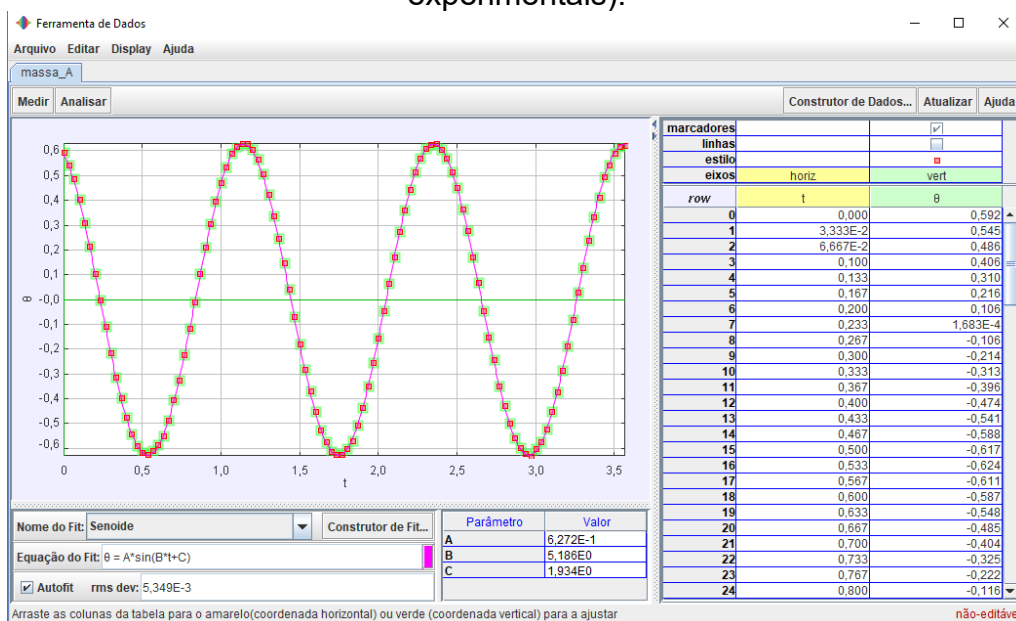 experimentais).
Ferramenta de Dados
Arquivo Editar Display Ajuda
massa_A
Medir Analisar Construtor de Dados... Atualizar Ajuda
marcadores
linhas
estilo
eixos horiz vert
row t θ
0 0,000 0,592
1 3,333E-2 0,545
2 6,667E-2 0,486
3 0,100 0,406
4 0,133 0,310
5 0,167 0,216
6 0,200 0,106
7 0,233 1,683E-4
8 0,267 -0,106
9 0,300 -0,214
10 0,333 -0,313
11 0,367 -0,396
12 0,400 -0,474
13 0,433 -0,541
14 0,467 -0,588
15 0,500 -0,617
16 0,533 -0,624
17 0,567 -0,611
18 0,600 -0,587
19 0,633 -0,548
20 0,667 -0,485
21 0,700 -0,404
22 0,733 -0,325
23 0,767 -0,222
24 0,800 -0,116
0,6
0,5
0,4
0,3
0,2
0,1
θ -0,0
-0,1
-0,2
-0,3
-0,4
-0,5
-0,6
0 0,5 1,0 1,5 2,0 2,5 3,0 3,5
t
Nome do Fit: Senoide Construtor de Fit...
Equação do Fit: θ = A*sin(B*t+C)
Autofit rms dev: 5,349E-3
Parâmetro Valor
A 6,272E-1
B 5,186E0
C 1,934E0
Arraste as colunas da tabela para o amarelo(coordenada horizontal) ou verde (coordenada vertical) para a ajustar